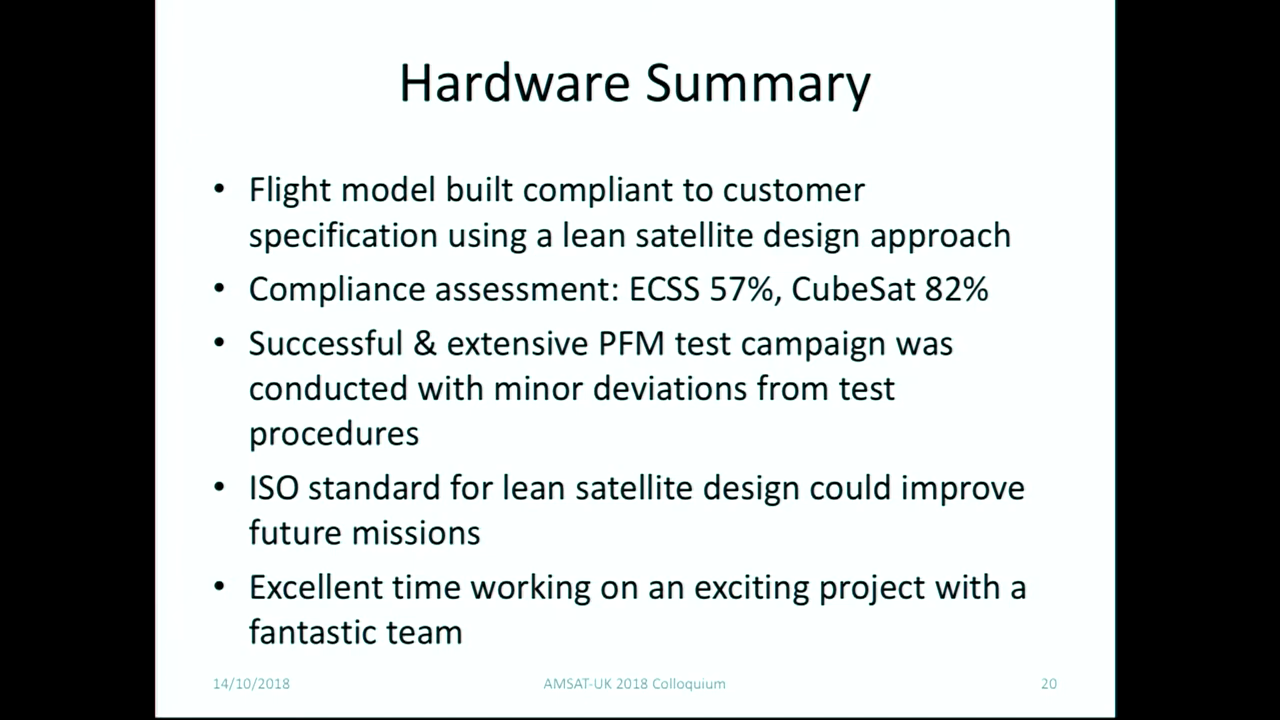 Hardware Summary
• Flight model built compliant to customer
specification using a lean satellite design approach
• Compliance assessment: ECSS 57%, CubeSat 82%
• Successful & extensive PFM test campaign was
conducted with minor deviations from test
procedures
• ISO standard for lean satellite design could improve
future missions
• Excellent time working on an exciting project with a
fantastic team
14/10/2018 AMSAT-UK 2018 Colloquium 20